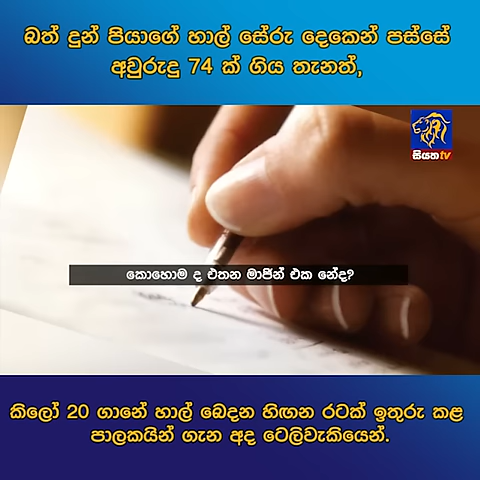 බත් දුන් පියාගේ හාල් සේරු දෙකෙන් පස්සේ
අවුරුදු 74 ක් ගිය තැනත්,
සියත tv
කොහොම ද එතන මාජින් එක නේද?
කිලෝ 20 ගානේ හාල් බෙදන හිඟන රටක් ඉතුරු කළ
පාලකයින් ගැන අද ටෙලිවැකියෙන්.